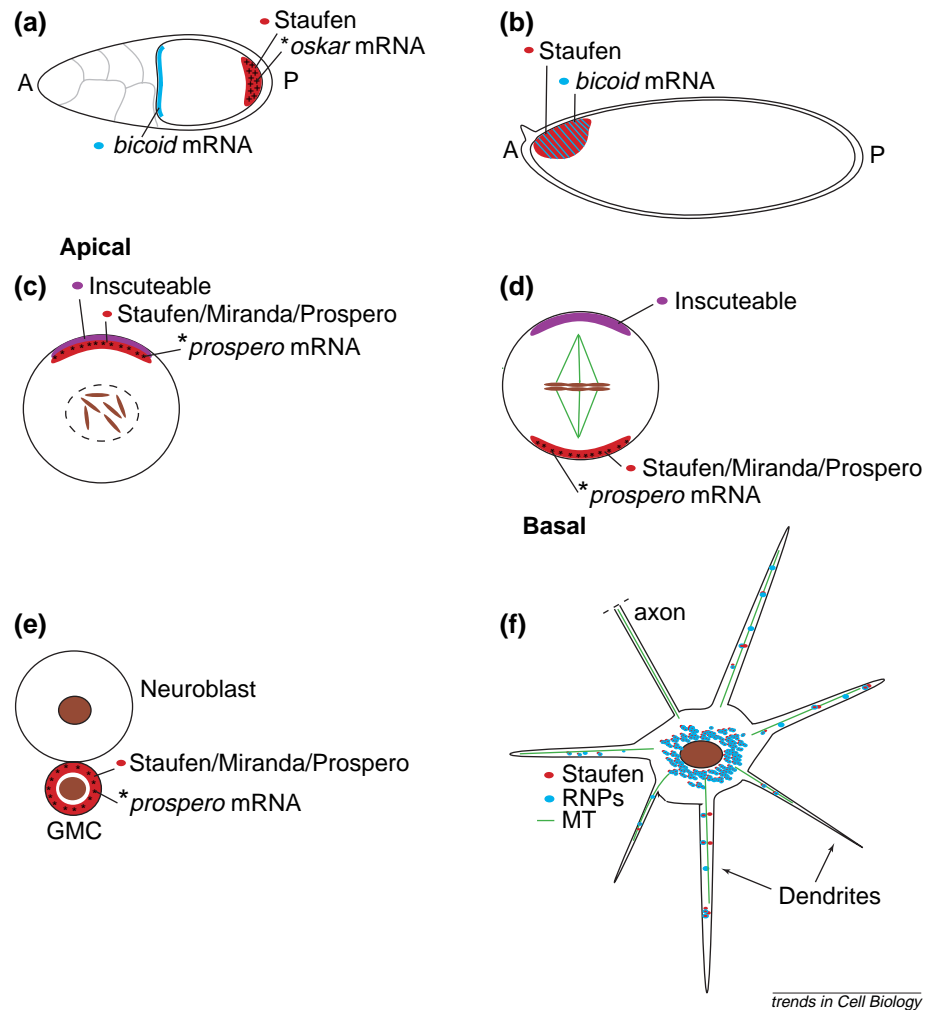 (a)
Staufen
*oskar mRNA
A
P
bicoid mRNA
(b)
Staufen
bicoid mRNA
A
P
Apical
(c)
Inscuteable
Staufen/Miranda/Prospero
*prospero mRNA
(d)
Inscuteable
Staufen/Miranda/Prospero
*prospero mRNA
Basal
(e)
Neuroblast
Staufen/Miranda/Prospero
*prospero mRNA
GMC
(f)
axon
Staufen
RNPs
MT
Dendrites
trends in Cell Biology